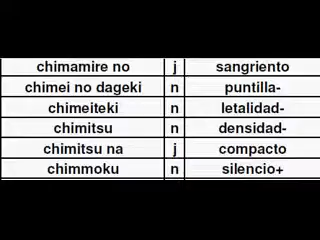 chimamire no j sangriento
chimei no dageki n puntilla-
chimeiteki n letalidad-
chimitsu n densidad-
chimitsu na j compacto
chimmoku n silencio+